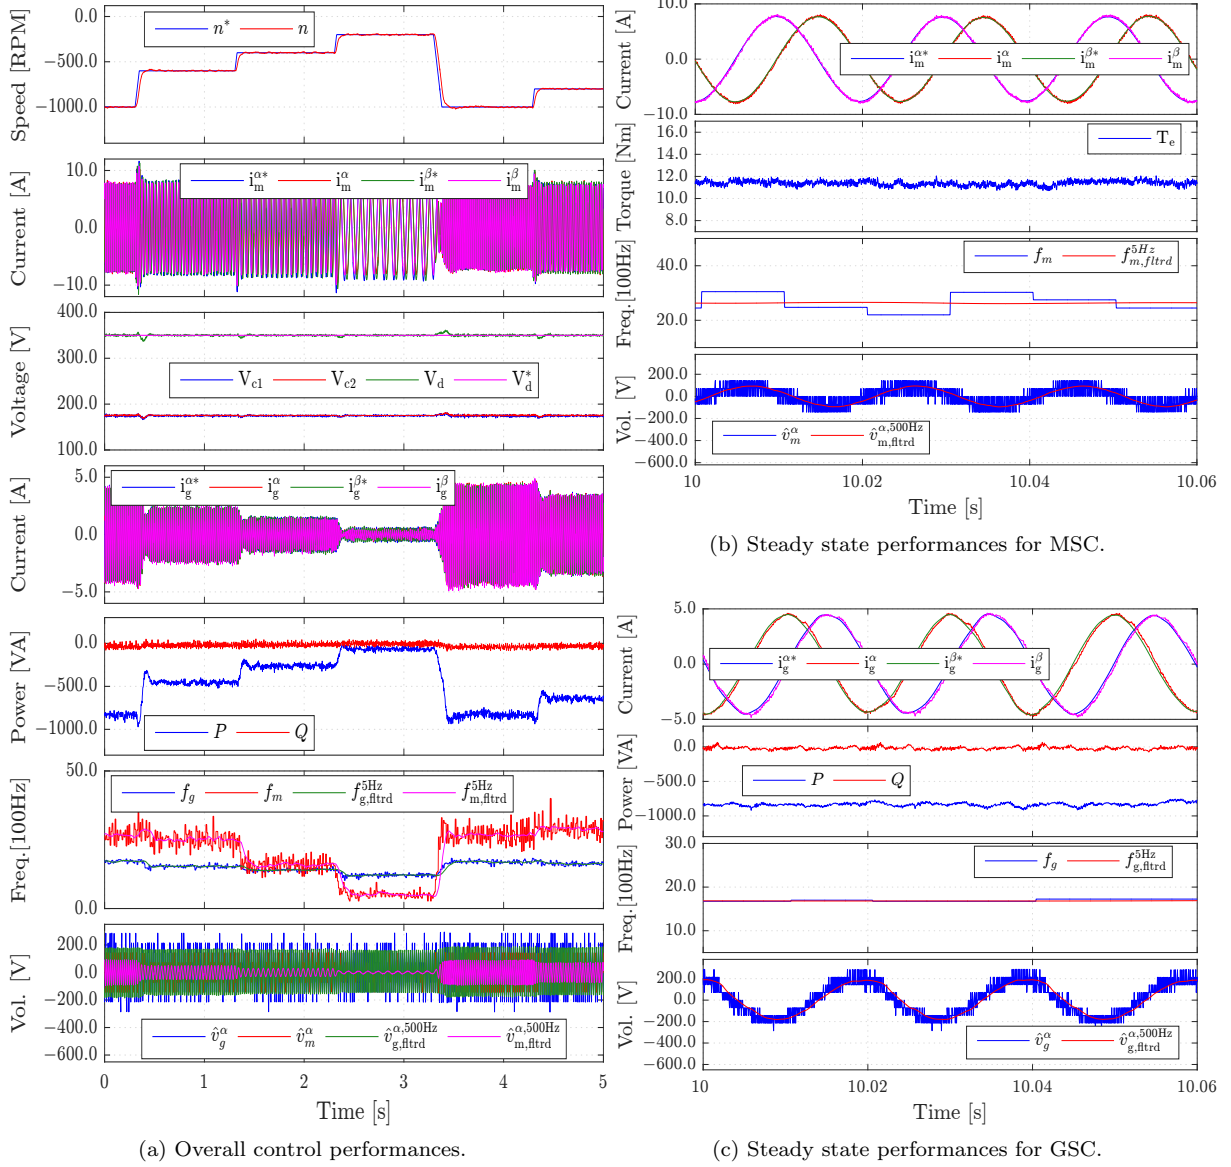 Speed [RPM]
0.0
−500.0
−1000.0
n* n
Current [A]
10.0
0.0
−10.0
i_m^α* i_m^α i_m^β* i_m^β
Voltage [V]
400.0
300.0
200.0
100.0
V_c1 V_c2 V_d V_d^*
Current [A]
5.0
0.0
−5.0
i_g^α* i_g^α i_g^β* i_g^β
Power [VA]
0.0
−500.0
−1000.0
P Q
Freq.[100Hz]
50.0
0.0
f_g f_m f_g,fltrd^5Hz f_m,fltrd^5Hz
Vol. [V]
200.0
0.0
−200.0
−400.0
−600.0
v̂_g^α v̂_m^α v̂_g,fltrd^α,500Hz v̂_m,fltrd^α,500Hz
0 1 2 3 4 5
Time [s]
(a) Overall control performances.
Current [A]
10.0
0.0
−10.0
i_m^α* i_m^α i_m^β* i_m^β
Torque [Nm]
16.0
14.0
12.0
10.0
8.0
T_e
Freq.[100Hz]
40.0
20.0
f_m f_m,fltrd^5Hz
Vol. [V]
200.0
0.0
−200.0
−400.0
−600.0
v̂_m^α v̂_m,fltrd^α,500Hz
10 10.02 10.04 10.06
Time [s]
(b) Steady state performances for MSC.
Current [A]
5.0
0.0
−5.0
i_g^α* i_g^α i_g^β* i_g^β
Power [VA]
0.0
−500.0
−1000.0
P Q
Freq.[100Hz]
30.0
20.0
10.0
f_g f_g,fltrd^5Hz
Vol. [V]
200.0
0.0
−200.0
−400.0
−600.0
v̂_g^α v̂_g,fltrd^α,500Hz
10 10.02 10.04 10.06
Time [s]
(c) Steady state performances for GSC.